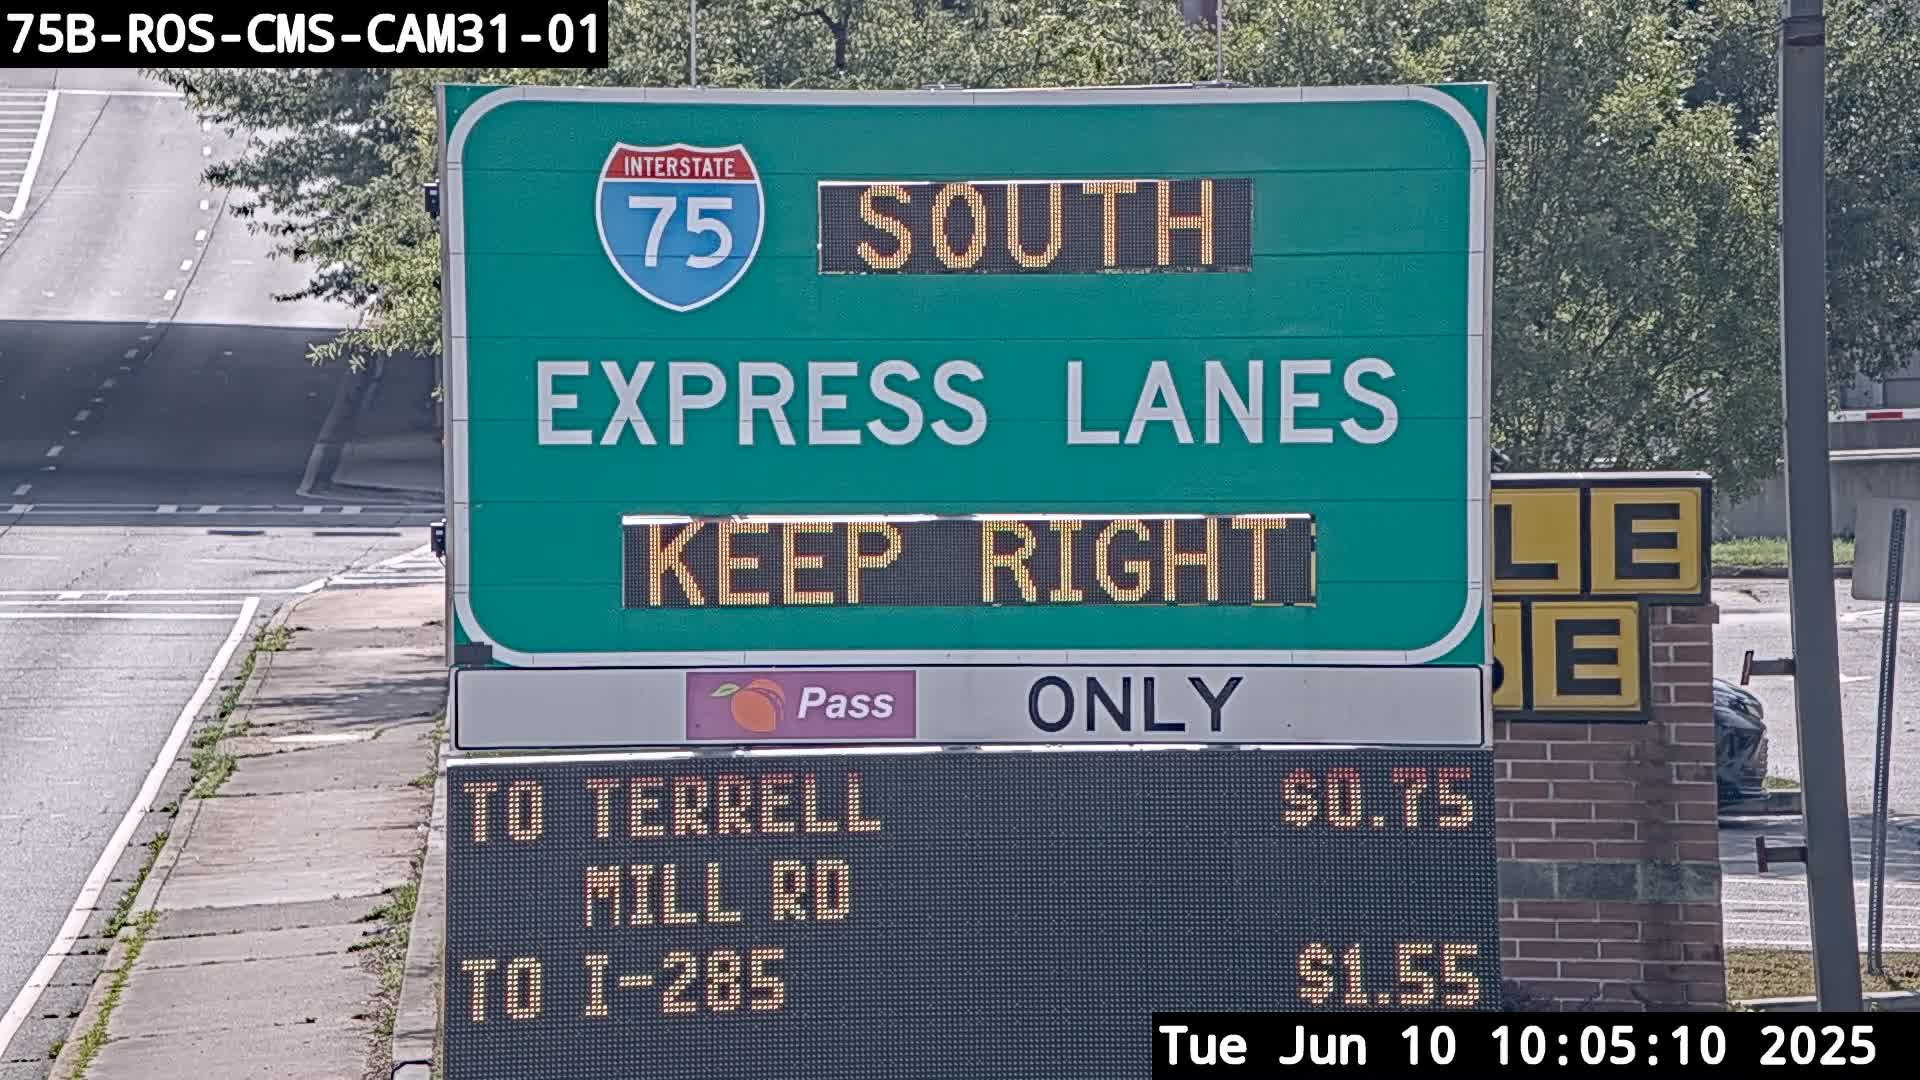 75B-ROS-CMS-CAM31-01
INTERSTATE
75
SOUTH
EXPRESS LANES
KEEP RIGHT
LE
Pass ONLY
TO TERRELL $0.75
MILL RD
TO I-285 $1.55
Tue Jun 10 10:05:10 2025